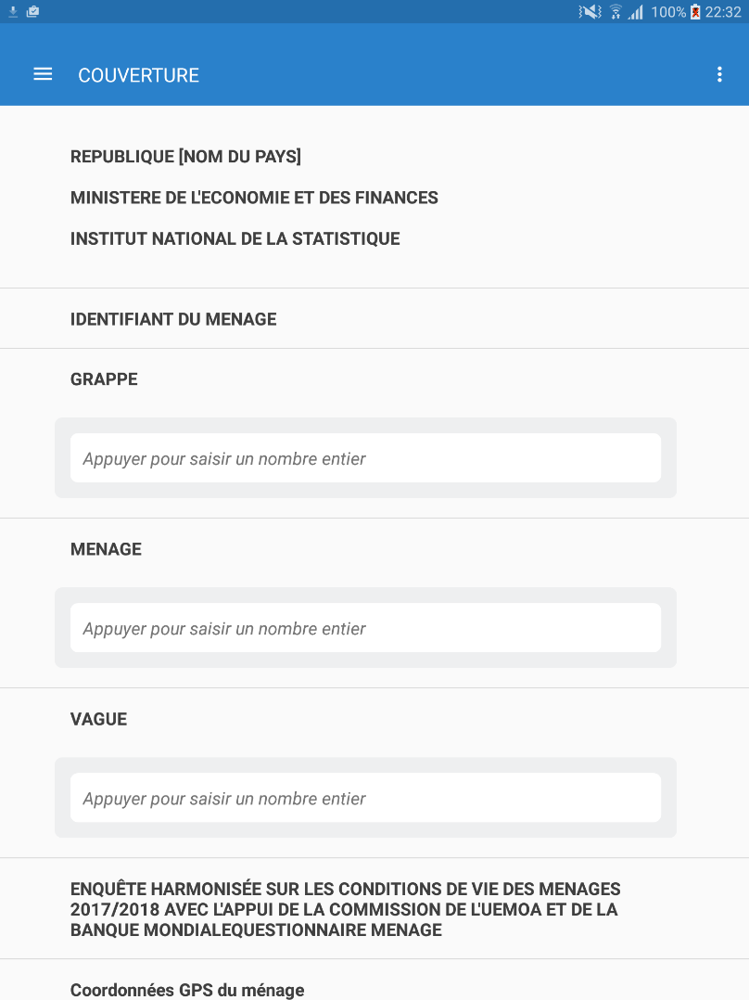 100% 22:32
COUVERTURE
REPUBLIQUE [NOM DU PAYS]
MINISTERE DE L'ECONOMIE ET DES FINANCES
INSTITUT NATIONAL DE LA STATISTIQUE
IDENTIFIANT DU MENAGE
GRAPPE
Appuyer pour saisir un nombre entier
MENAGE
Appuyer pour saisir un nombre entier
VAGUE
Appuyer pour saisir un nombre entier
ENQUÊTE HARMONISÉE SUR LES CONDITIONS DE VIE DES MENAGES
2017/2018 AVEC L'APPUI DE LA COMMISSION DE L'UEMOA ET DE LA
BANQUE MONDIALEQUESTIONNAIRE MENAGE
Coordonnées GPS du ménage